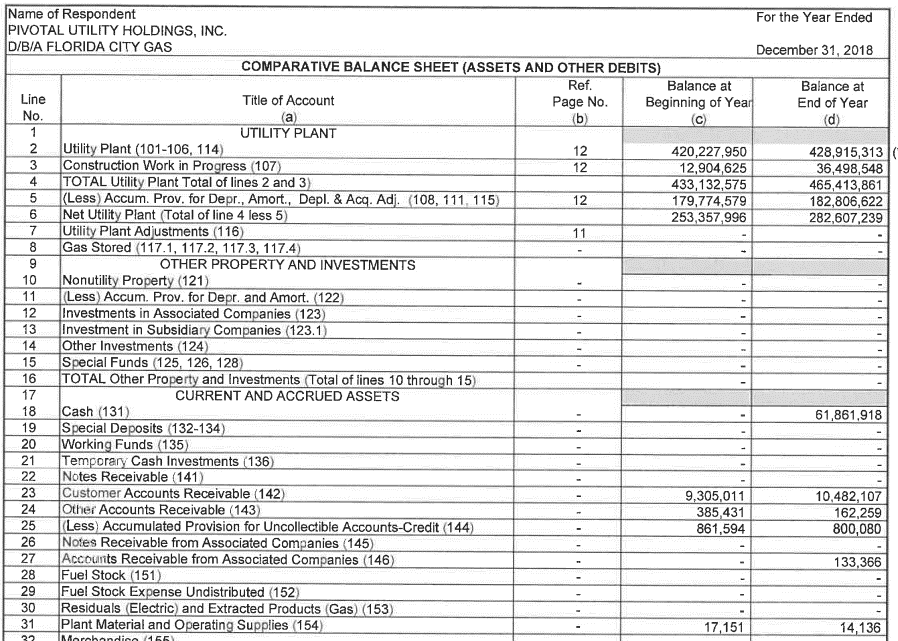 Name of Respondent For the Year Ended
PIVOTAL UTILITY HOLDINGS, INC.
D/B/A FLORIDA CITY GAS December 31, 2018
COMPARATIVE BALANCE SHEET (ASSETS AND OTHER DEBITS)
Ref. Balance at Balance at
Line Title of Account Page No. Beginning of Year End of Year
No. (a) (b) (c) (d)
1 UTILITY PLANT
2 Utility Plant (101-106, 114) 12 420,227,950 428,915,313
3 Construction Work in Progress (107) 12 12,904,625 36,498,548
4 TOTAL Utility Plant Total of lines 2 and 3) 433,132,575 465,413,861
5 (Less) Accum. Prov. for Depr., Amort., Depl. & Acq. Adj. (108, 111, 115) 12 179,774,579 182,806,622
6 Net Utility Plant (Total of line 4 less 5) 253,357,996 282,607,239
7 Utility Plant Adjustments (116) 11 - -
8 Gas Stored (117.1, 117.2, 117.3, 117.4) - - -
9 OTHER PROPERTY AND INVESTMENTS
10 Nonutility Property (121) - - -
11 (Less) Accum. Prov. for Depr. and Amort. (122) - - -
12 Investments in Associated Companies (123) - - -
13 Investment in Subsidiary Companies (123.1) - - -
14 Other Investments (124) - - -
15 Special Funds (125, 126, 128) - - -
16 TOTAL Other Property and Investments (Total of lines 10 through 15) - -
17 CURRENT AND ACCRUED ASSETS
18 Cash (131) - - 61,861,918
19 Special Deposits (132-134) - - -
20 Working Funds (135) - - -
21 Temporary Cash Investments (136) - - -
22 Notes Receivable (141) - - -
23 Customer Accounts Receivable (142) - 9,305,011 10,482,107
24 Other Accounts Receivable (143) - 385,431 162,259
25 (Less) Accumulated Provision for Uncollectible Accounts-Credit (144) - 861,594 800,080
26 Notes Receivable from Associated Companies (145) - - -
27 Accounts Receivable from Associated Companies (146) - - 133,366
28 Fuel Stock (151) - - -
29 Fuel Stock Expense Undistributed (152) - - -
30 Residuals (Electric) and Extracted Products (Gas) (153) - - -
31 Plant Material and Operating Supplies (154) - 17,151 14,136
32 Merchandise (155)